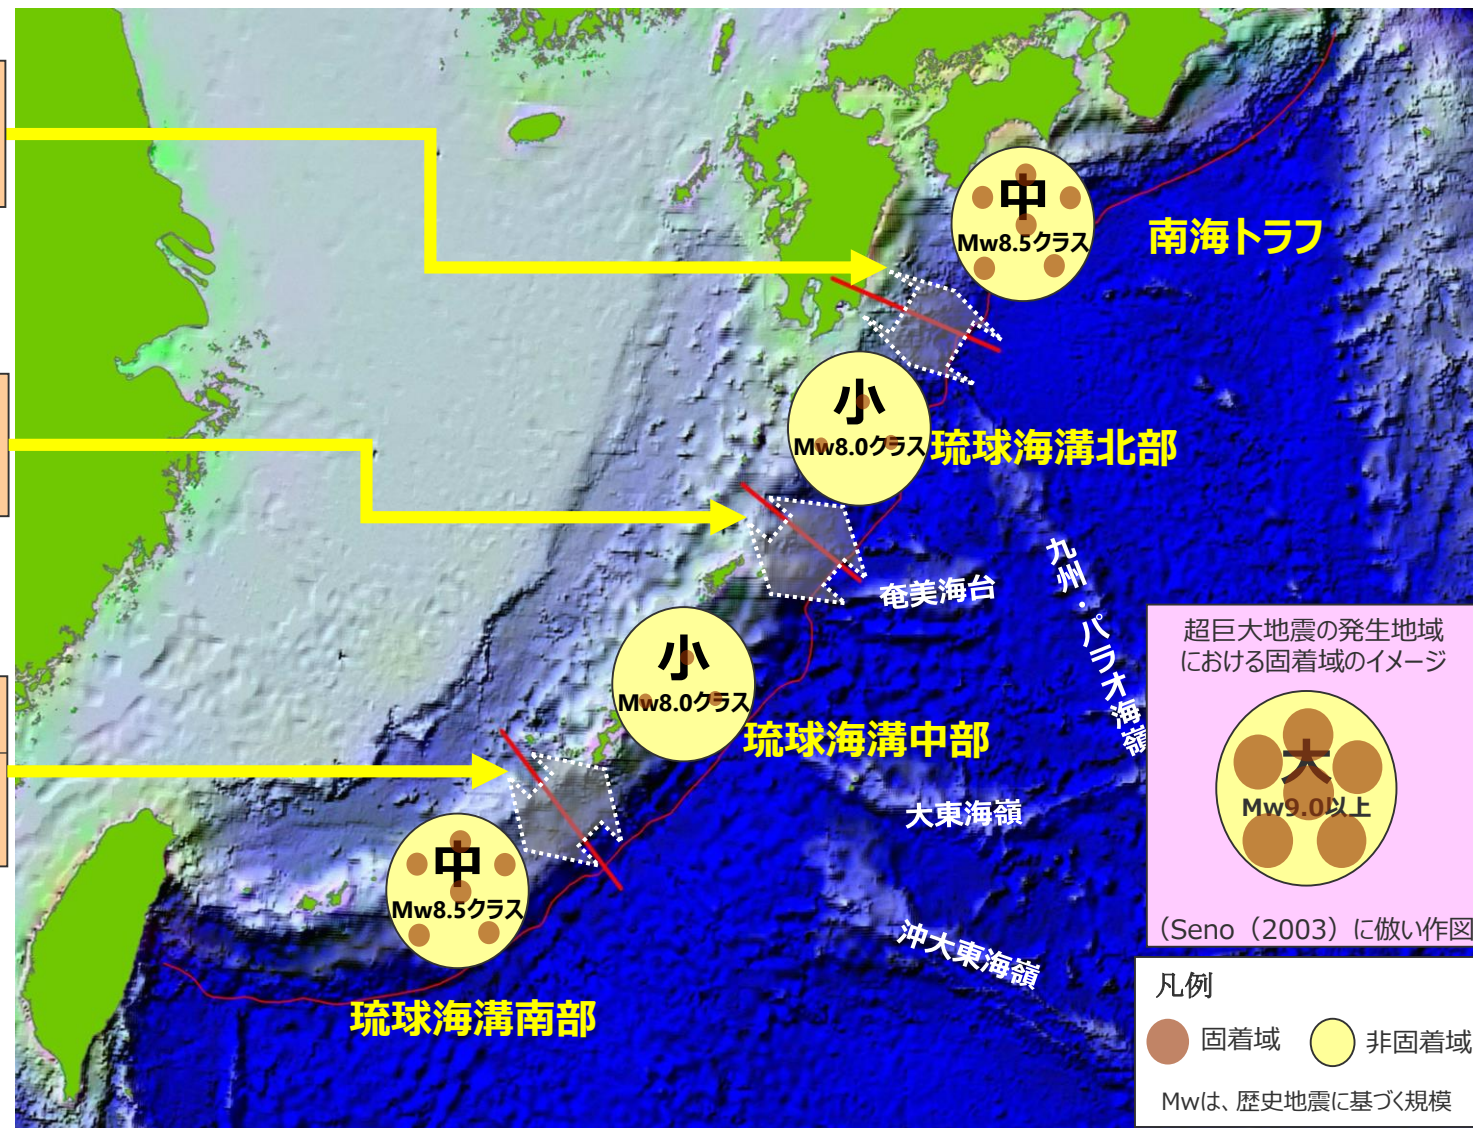 中
Mw8.5クラス
南海トラフ
小
Mw8.0クラス
琉球海溝北部
奄美海台
九州・パラオ海嶺
小
Mw8.0クラス
琉球海溝中部
大東海嶺
中
Mw8.5クラス
沖大東海嶺
琉球海溝南部
超巨大地震の発生地域
における固着域のイメージ
大
Mw9.0以上
(Seno（2003）に倣い作図
凡例
固着域
非固着域
Mwは、歴史地震に基づく規模